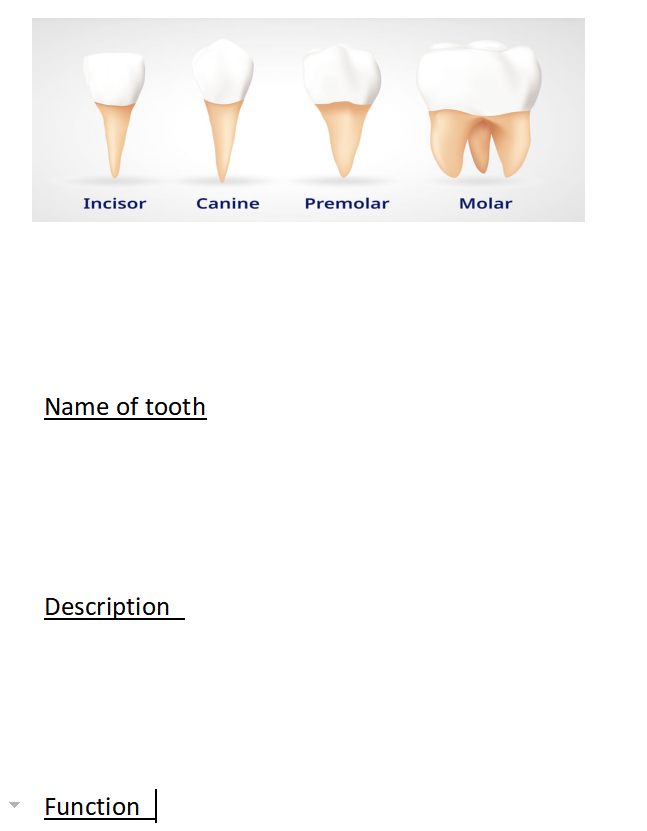 Incisor Canine Premolar Molar
Name of tooth
Description
Function